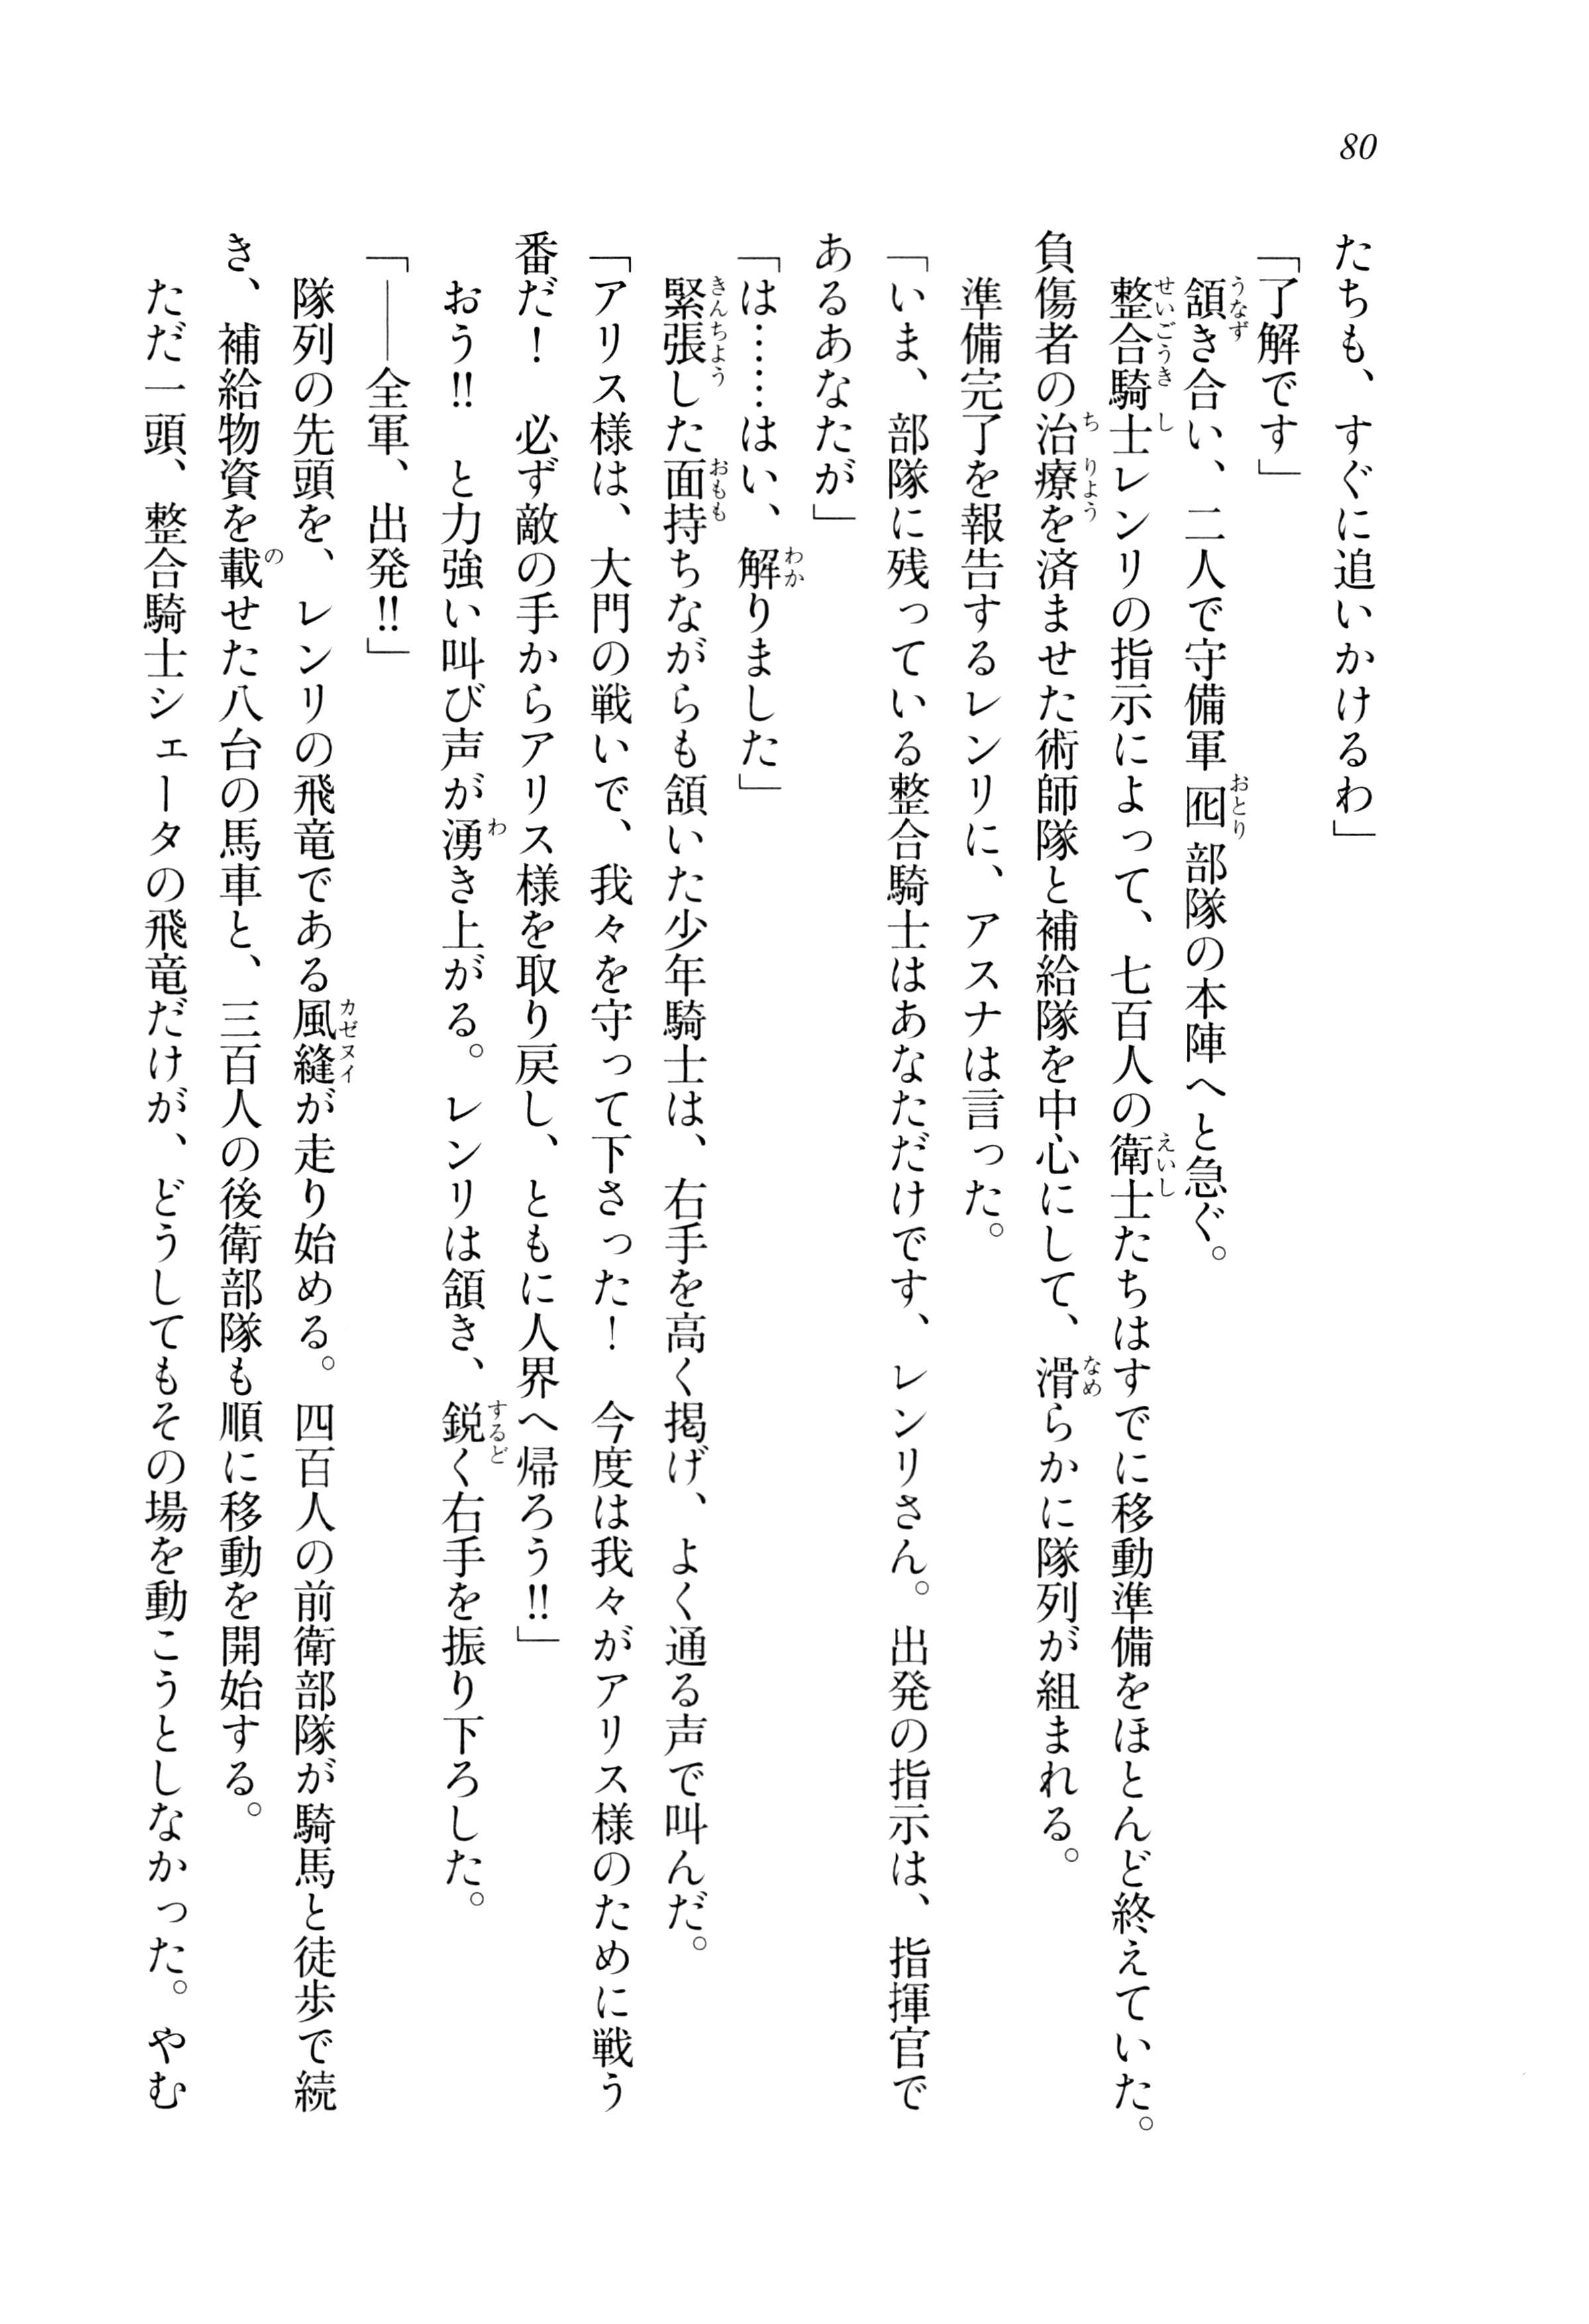 80
たちも、すぐに追いかけるわ」
「了解です」
頷き合い、二人で守備軍囮部隊の本陣へと急ぐ。
整合騎士レンリの指示によって、七百人の衛士たちはすでに移動準備をほとんど終えていた。
負傷者の治療を済ませた術師隊と補給隊を中心にして、滑らかに隊列が組まれる。
準備完了を報告するレンリに、アスナは言った。
「いま、部隊に残っている整合騎士はあなただけです、レンリさん。出発の指示は、指揮官で
あるあなたが」
「は……はい、解りました」
緊張した面持ちながらも頷いた少年騎士は、右手を高く掲げ、よく通る声で叫んだ。
「アリス様は、大門の戦いで、我々を守って下さった！　今度は我々がアリス様のために戦う
番だ！　必ず敵の手からアリス様を取り戻し、ともに人界へ帰ろう‼」
おう‼　と力強い叫び声が湧き上がる。レンリは頷き、鋭く右手を振り下ろした。
「――全軍、出発‼」
隊列の先頭を、レンリの飛竜である風縫が走り始める。四百人の前衛部隊が騎馬と徒歩で続
き、補給物資を載せた八台の馬車と、三百人の後衛部隊も順に移動を開始する。
ただ一頭、整合騎士シェータの飛竜だけが、どうしてもその場を動こうとしなかった。やむ